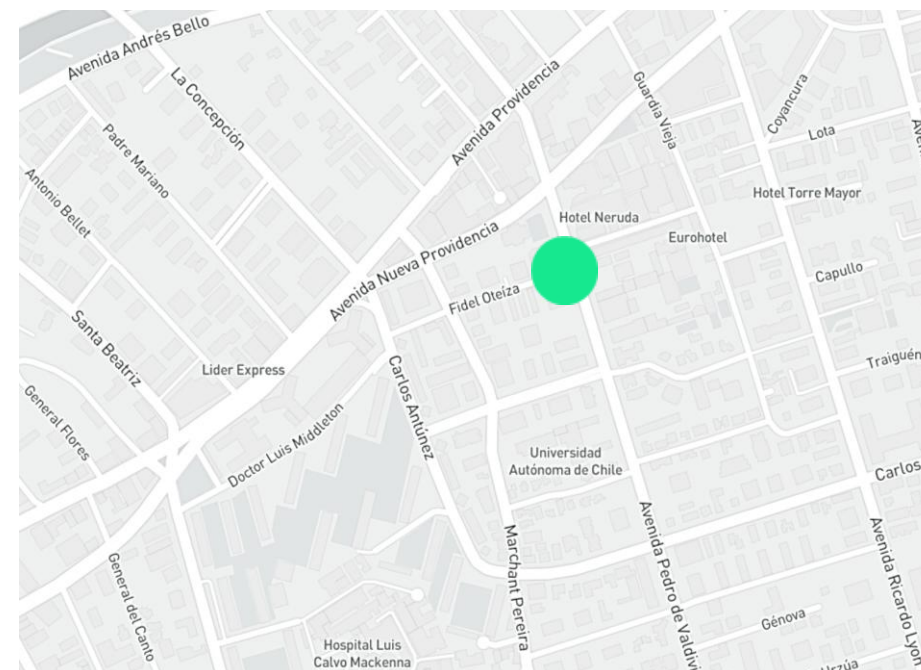 Avenida Andrés Bello
La Concepción
Padre Mariano
Antonio Bellet
Santa Beatriz
General Flores
Avenida Providencia
Guardia Vieja
Coyancura
Lota
Hotel Torre Mayor
Hotel Neruda
Eurohotel
Avenida Nueva Providencia
Fidel Oteíza
Capullo
Traiguén
Lider Express
Carlos Antúnez
Doctor Luis Middleton
Universidad
Autónoma de Chile
Carlos
Marchant Pereira
Avenida Pedro de Valdivi
Avenida Ricardo Lyo
General del Canto
Génova
Hospital Luis
Calvo Mackenna